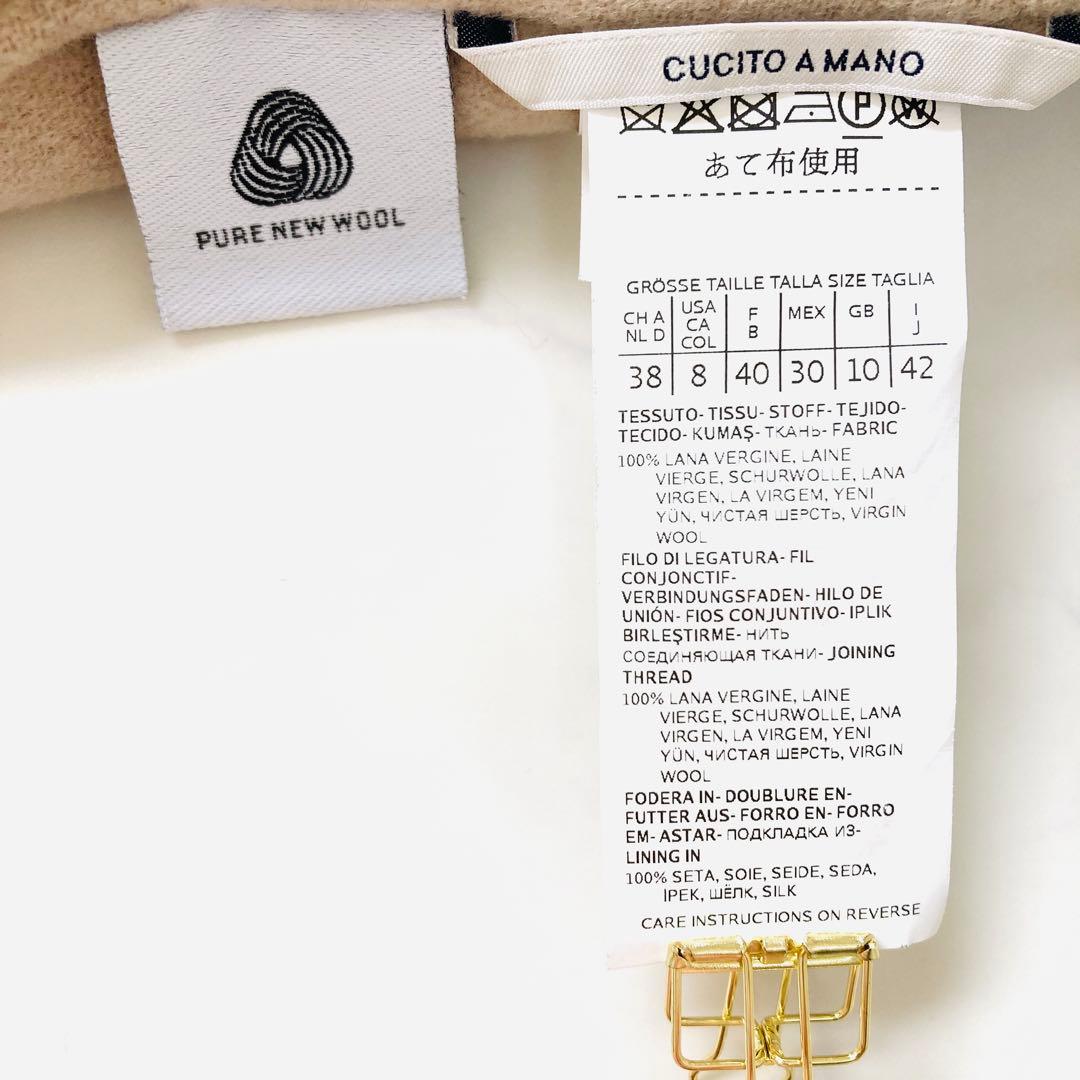 PURE NEW WOOL
CUCITO A MANO
P W
あて布使用
GRÖSSE TAILLE TALLA SIZE TAGLIA
CH A NL D
USA CA COL
F B
MEX
GB
I J
38 8 40 30 10 42
TESSUTO- TISSU- STOFF- TEJIDO-
TECIDO- KUMAŞ- ТКАНЬ- FABRIC
100% LANA VERGINE, LAINE
VIERGE, SCHURWOLLE, LANA
VIRGEN, LA VIRGEM, YENI
YÜN, ЧИСТАЯ ШЕРСТЬ, VIRGIN
WOOL
FILO DI LEGATURA- FIL
CONJONCTIF-
VERBINDUNGSFADEN- HILO DE
UNIÓN- FIOS CONJUNTIVO- IPLIK
BIRLEŞTIRME- НИТЬ
СОЕДИНЯЮЩАЯ ТКАНИ- JOINING
THREAD
100% LANA VERGINE, LAINE
VIERGE, SCHURWOLLE, LANA
VIRGEN, LA VIRGEM, YENI
YÜN, ЧИСТАЯ ШЕРСТЬ, VIRGIN
WOOL
FODERA IN- DOUBLURE EN-
FUTTER AUS- FORRO EN- FORRO
EM- ASTAR- ПОДКЛАДКА ИЗ-
LINING IN
100% SETA, SOIE, SEIDE, SEDA,
İPEK, ШЁЛК, SILK
CARE INSTRUCTIONS ON REVERSE